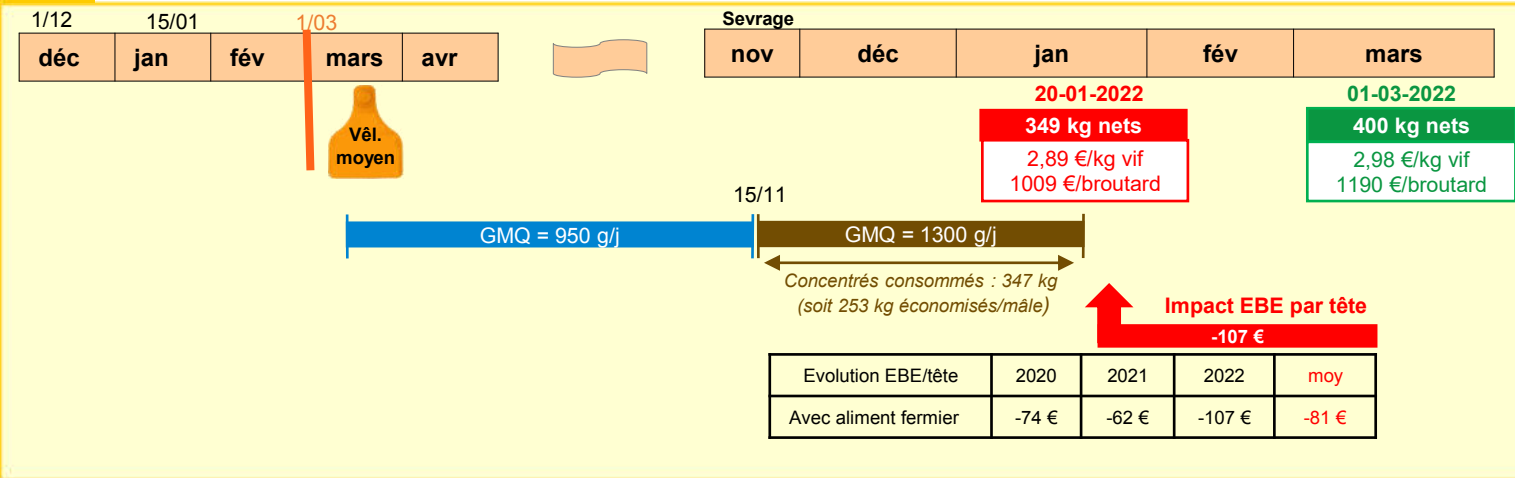 1/12 15/01 1/03
déc jan fév mars avr
Vêl.
moyen
Sevrage
nov déc jan fév mars
20-01-2022
349 kg nets
2,89 €/kg vif
1009 €/broutard
01-03-2022
400 kg nets
2,98 €/kg vif
1190 €/broutard
15/11
GMQ = 950 g/j
GMQ = 1300 g/j
Concentrés consommés : 347 kg
(soit 253 kg économisés/mâle)
Impact EBE par tête
-107 €
Evolution EBE/tête 2020 2021 2022 moy
Avec aliment fermier -74 € -62 € -107 € -81 €